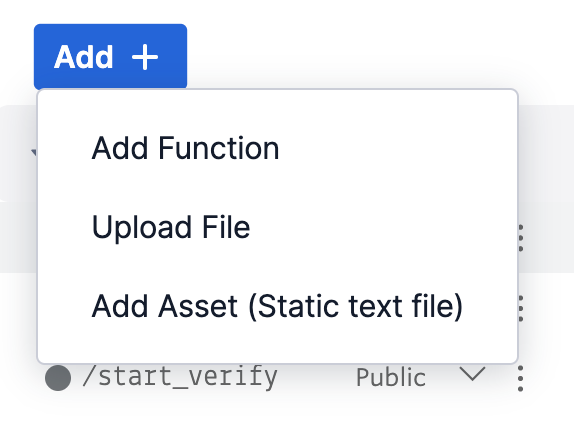 Add +
Add Function
Upload File
Add Asset (Static text file)
/start_verify Public